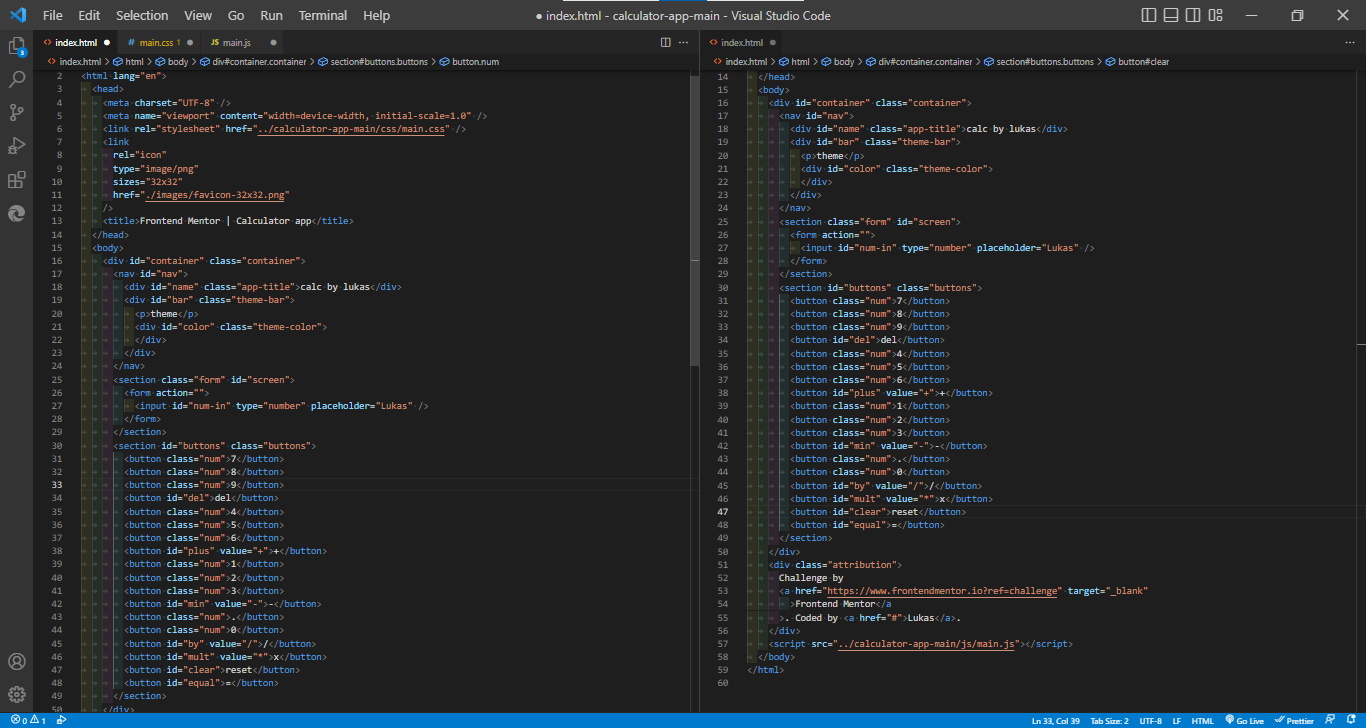 File Edit Selection View Go Run Terminal Help
● index.html - calculator-app-main - Visual Studio Code
index.html ● # main.css 1 ● JS main.js ●
index.html > html > body > div#container.container > section#buttons.buttons > button.num
2 <html lang="en">
3 <head>
4 <meta charset="UTF-8" />
5 <meta name="viewport" content="width=device-width, initial-scale=1.0" />
6 <link rel="stylesheet" href="../calculator-app-main/css/main.css" />
7 <link
8 rel="icon"
9 type="image/png"
10 sizes="32x32"
11 href="./images/favicon-32x32.png"
12 />
13 <title>Frontend Mentor | Calculator app</title>
14 </head>
15 <body>
16 <div id="container" class="container">
17 <nav id="nav">
18 <div id="name" class="app-title">calc by lukas</div>
19 <div id="bar" class="theme-bar">
20 <p>theme</p>
21 <div id="color" class="theme-color">
22 </div>
23 </div>
24 </nav>
25 <section class="form" id="screen">
26 <form action="">
27 <input id="num-in" type="number" placeholder="Lukas" />
28 </form>
29 </section>
30 <section id="buttons" class="buttons">
31 <button class="num">7</button>
32 <button class="num">8</button>
33 <button class="num">9</button>
34 <button id="del">del</button>
35 <button class="num">4</button>
36 <button class="num">5</button>
37 <button class="num">6</button>
38 <button id="plus" value="+">+</button>
39 <button class="num">1</button>
40 <button class="num">2</button>
41 <button class="num">3</button>
42 <button id="min" value="-">-</button>
43 <button class="num">.</button>
44 <button class="num">0</button>
45 <button id="by" value="/">/</button>
46 <button id="mult" value="*">x</button>
47 <button id="clear">reset</button>
48 <button id="equal">=</button>
49 </section>
50 </div>
index.html ●
index.html > html > body > div#container.container > section#buttons.buttons > button#clear
14 </head>
15 <body>
16 <div id="container" class="container">
17 <nav id="nav">
18 <div id="name" class="app-title">calc by lukas</div>
19 <div id="bar" class="theme-bar">
20 <p>theme</p>
21 <div id="color" class="theme-color">
22 </div>
23 </div>
24 </nav>
25 <section class="form" id="screen">
26 <form action="">
27 <input id="num-in" type="number" placeholder="Lukas" />
28 </form>
29 </section>
30 <section id="buttons" class="buttons">
31 <button class="num">7</button>
32 <button class="num">8</button>
33 <button class="num">9</button>
34 <button id="del">del</button>
35 <button class="num">4</button>
36 <button class="num">5</button>
37 <button class="num">6</button>
38 <button id="plus" value="+">+</button>
39 <button class="num">1</button>
40 <button class="num">2</button>
41 <button class="num">3</button>
42 <button id="min" value="-">-</button>
43 <button class="num">.</button>
44 <button class="num">0</button>
45 <button id="by" value="/">/</button>
46 <button id="mult" value="*">x</button>
47 <button id="clear">reset</button>
48 <button id="equal">=</button>
49 </section>
50 </div>
51 <div class="attribution">
52 Challenge by
53 <a href="https://www.frontendmentor.io?ref=challenge" target="_blank"
54 >Frontend Mentor</a
55 >. Coded by <a href="#">Lukas</a>.
56 </div>
57 <script src="../calculator-app-main/js/main.js"></script>
58 </body>
59 </html>
60
3
0 1
Ln 33, Col 39 Tab Size: 2 UTF-8 LF HTML Go Live Prettier